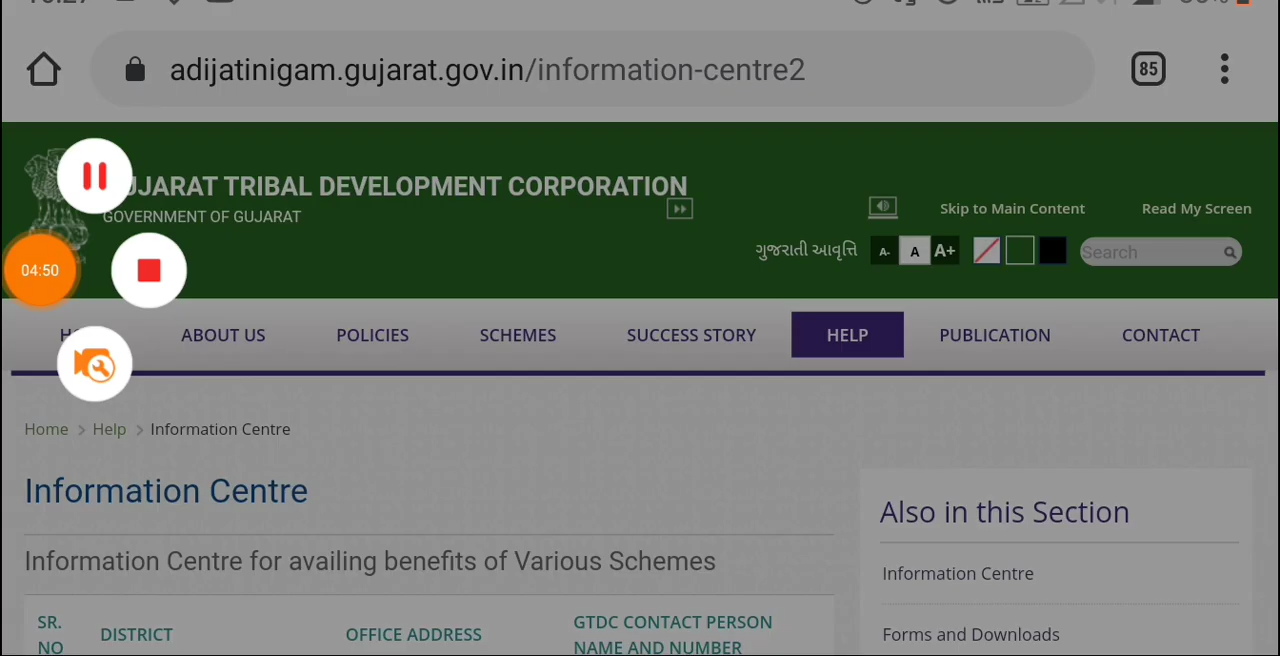 adijatinigam.gujarat.gov.in/information-centre2
85
UJARAT TRIBAL DEVELOPMENT CORPORATION
GOVERNMENT OF GUJARAT
Skip to Main Content
Read My Screen
ગુજરાતી આવૃત્તિ
A-
A
A+
Search
04:50
ABOUT US
POLICIES
SCHEMES
SUCCESS STORY
HELP
PUBLICATION
CONTACT
Home > Help > Information Centre
Information Centre
Also in this Section
Information Centre for availing benefits of Various Schemes
Information Centre
SR. NO
DISTRICT
OFFICE ADDRESS
GTDC CONTACT PERSON
NAME AND NUMBER
Forms and Downloads